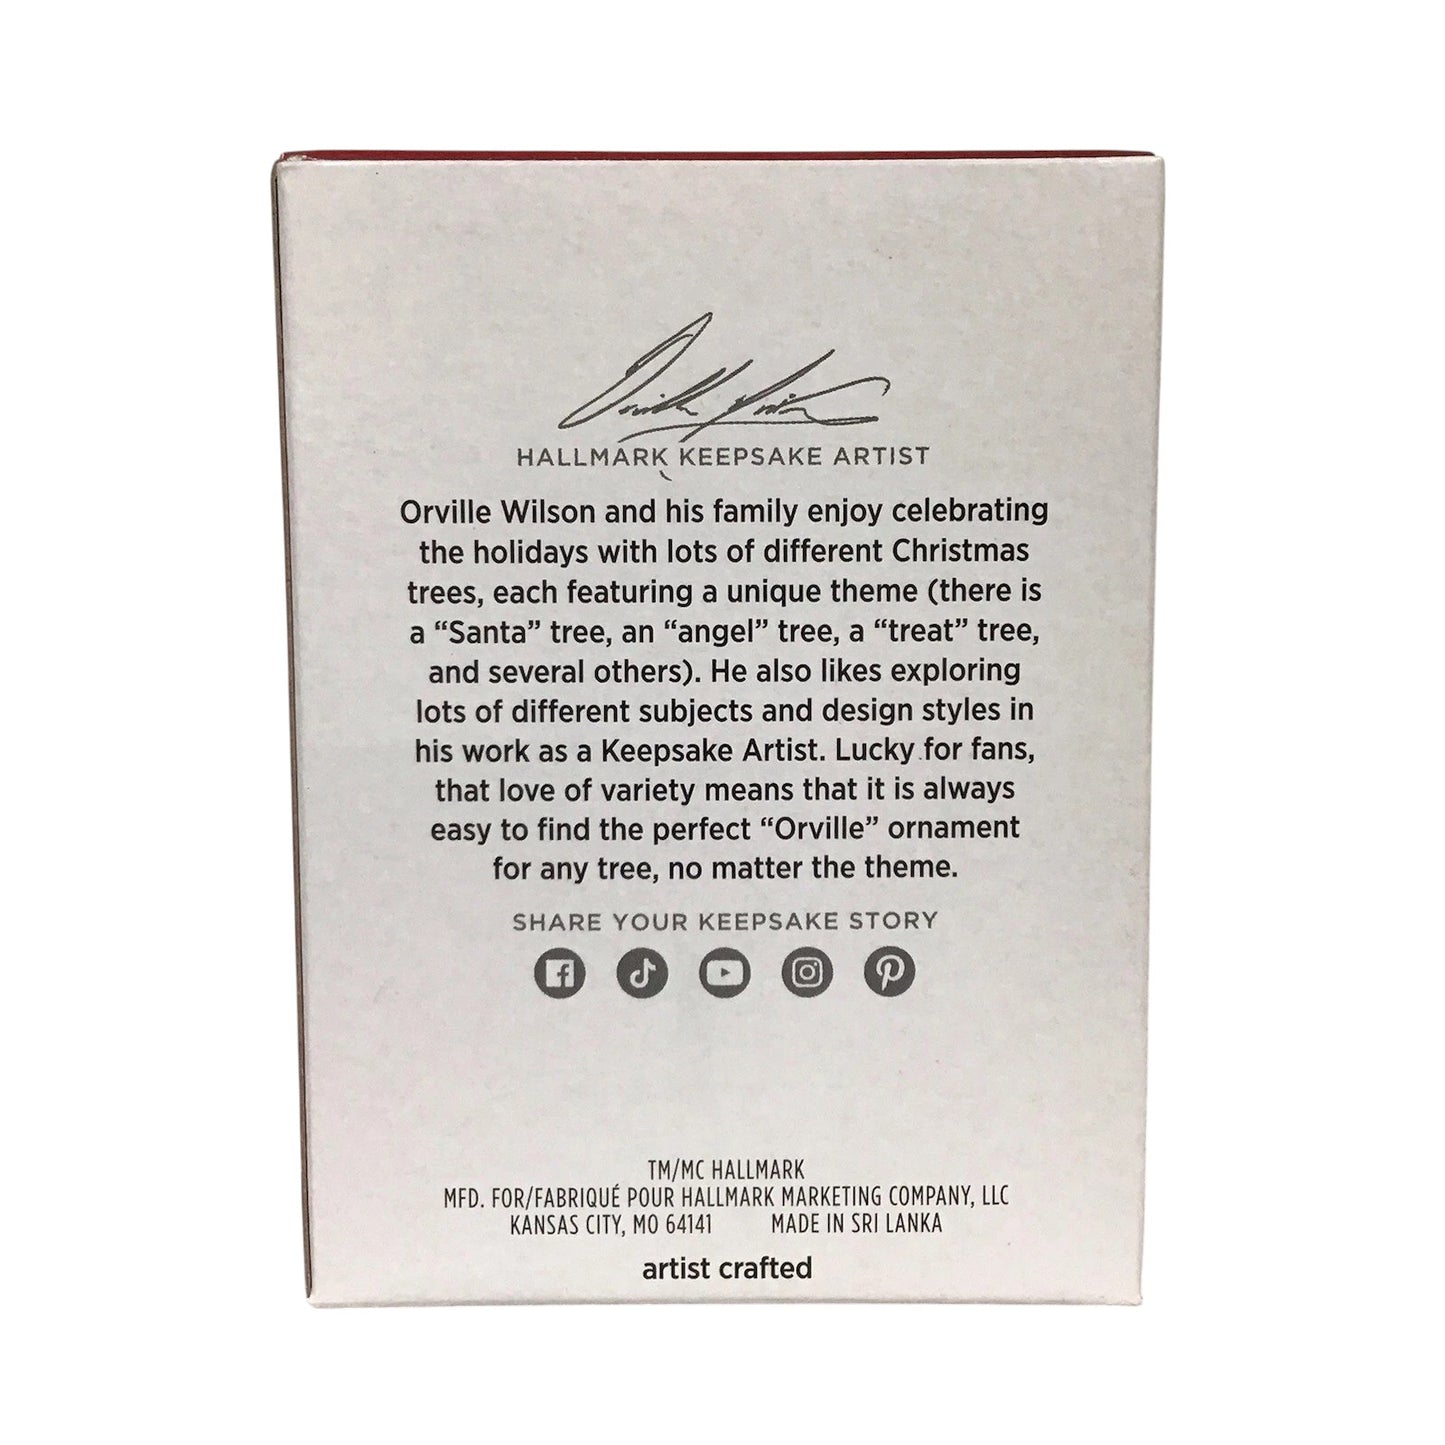 Orville Wilson
HALLMARK KEEPSAKE ARTIST
Orville Wilson and his family enjoy celebrating
the holidays with lots of different Christmas
trees, each featuring a unique theme (there is
a “Santa” tree, an “angel” tree, a “treat” tree,
and several others). He also likes exploring
lots of different subjects and design styles in
his work as a Keepsake Artist. Lucky for fans,
that love of variety means that it is always
easy to find the perfect “Orville” ornament
for any tree, no matter the theme.
SHARE YOUR KEEPSAKE STORY
TM/MC HALLMARK
MFD. FOR/FABRIQUÉ POUR HALLMARK MARKETING COMPANY, LLC
KANSAS CITY, MO 64141 MADE IN SRI LANKA
artist crafted